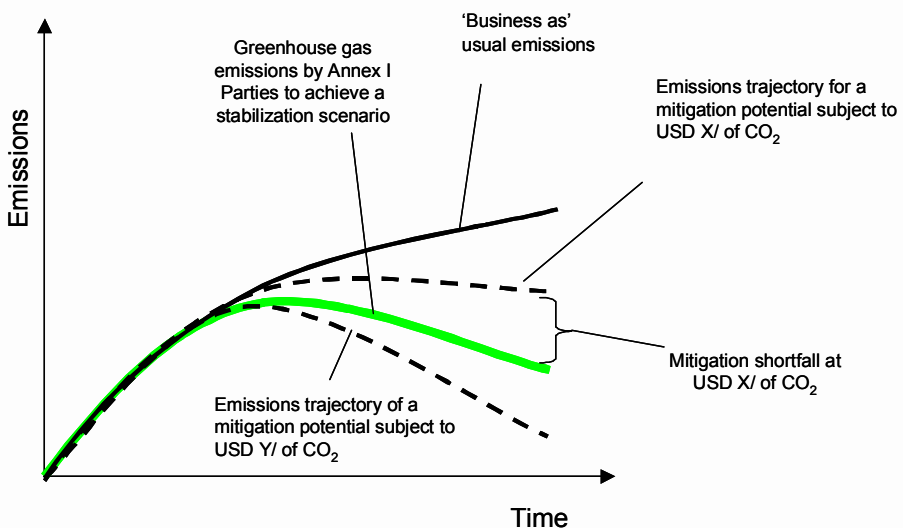 ‘Business as’
usual emissions
Greenhouse gas
emissions by Annex I
Parties to achieve a
stabilization scenario
Emissions trajectory for a
mitigation potential subject to
USD X/ of CO₂
Emissions
Mitigation shortfall at
USD X/ of CO₂
Emissions trajectory of a
mitigation potential subject to
USD Y/ of CO₂
Time